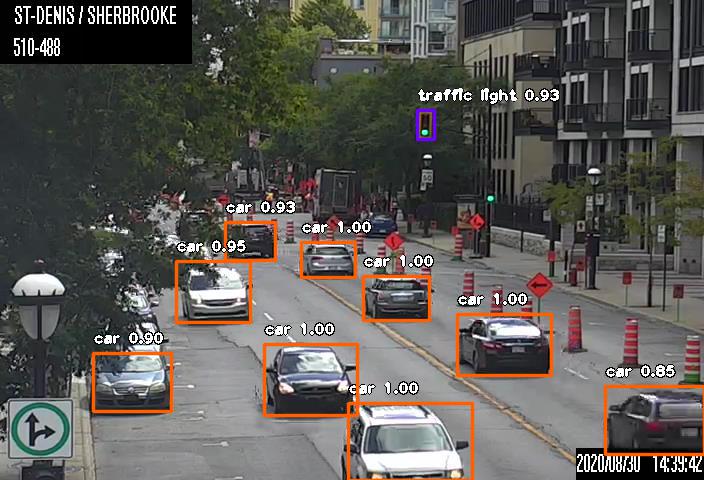 ST-DENIS / SHERBROOKE
510-488
traffic light 0.93
car 0.93
car 1.00
car 0.95
car 1.00
car 1.00
car 1.00
car 0.90
car 1.00
car 0.85
2020/08/30 14:39:42